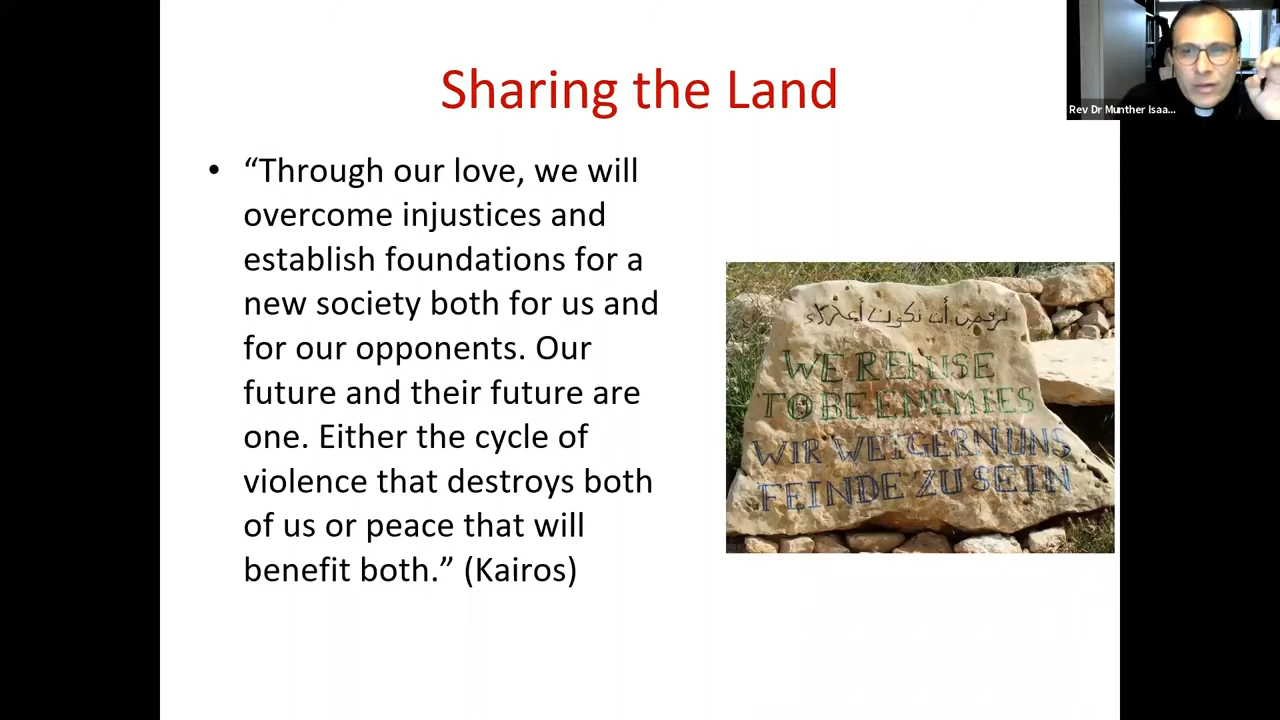 Sharing the Land
• “Through our love, we will
overcome injustices and
establish foundations for a
new society both for us and
for our opponents. Our
future and their future are
one. Either the cycle of
violence that destroys both
of us or peace that will
benefit both.” (Kairos)
نرفض أن نكون أعداء
WE REFUSE
TO BE ENEMIES
WIR WEIGERN UNS
FEINDE ZU SEIN
Rev Dr Munther Isaa...